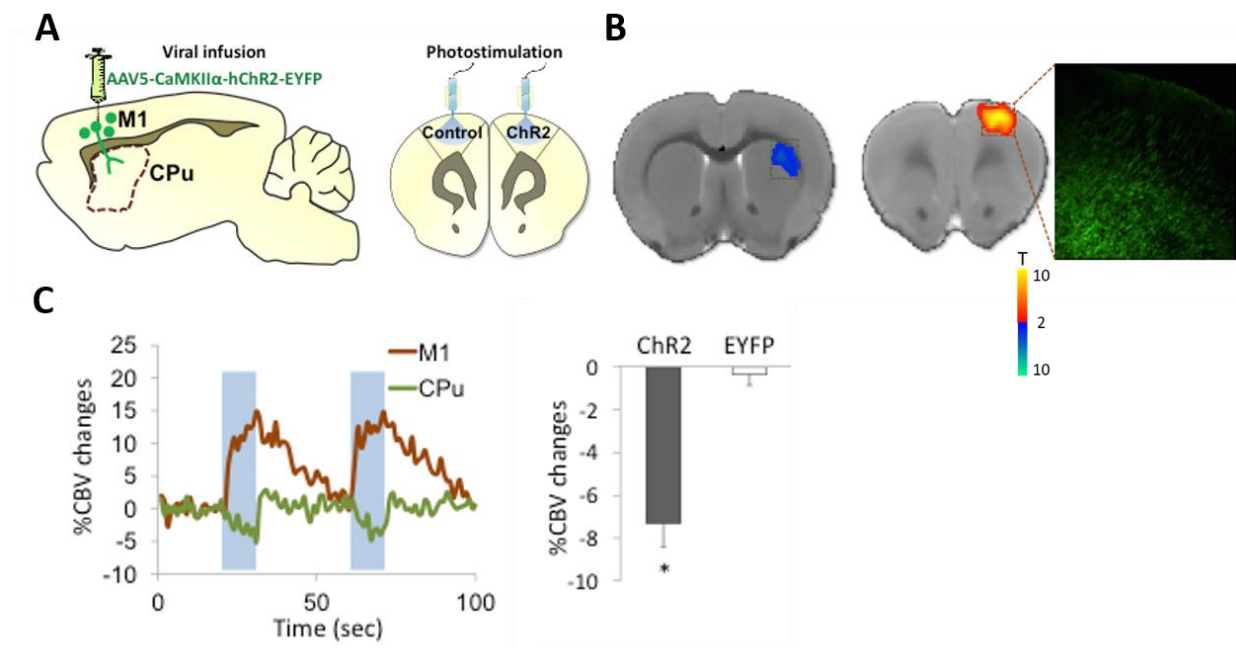 A
Viral infusion
AAV5-CaMKIIα-hChR2-EYFP
M1
CPu
Photostimulation
Control
ChR2
B
T
10
2
10
C
25
20
15
10
5
0
-5
-10
%CBV changes
M1
CPu
0
50
100
Time (sec)
ChR2
EYFP
0
-2
-4
-6
-8
-10
%CBV changes
*